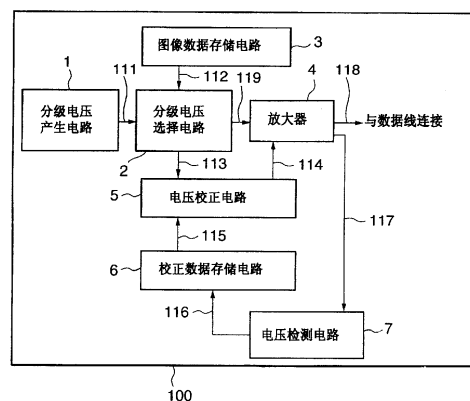 图像数据存储电路
3
1
112
119
4
118
分级电压
产生电路
111
分级电压
选择电路
放大器
与数据线连接
2
113
114
5
电压校正电路
117
115
6
校正数据存储电路
116
电压检测电路
7
100